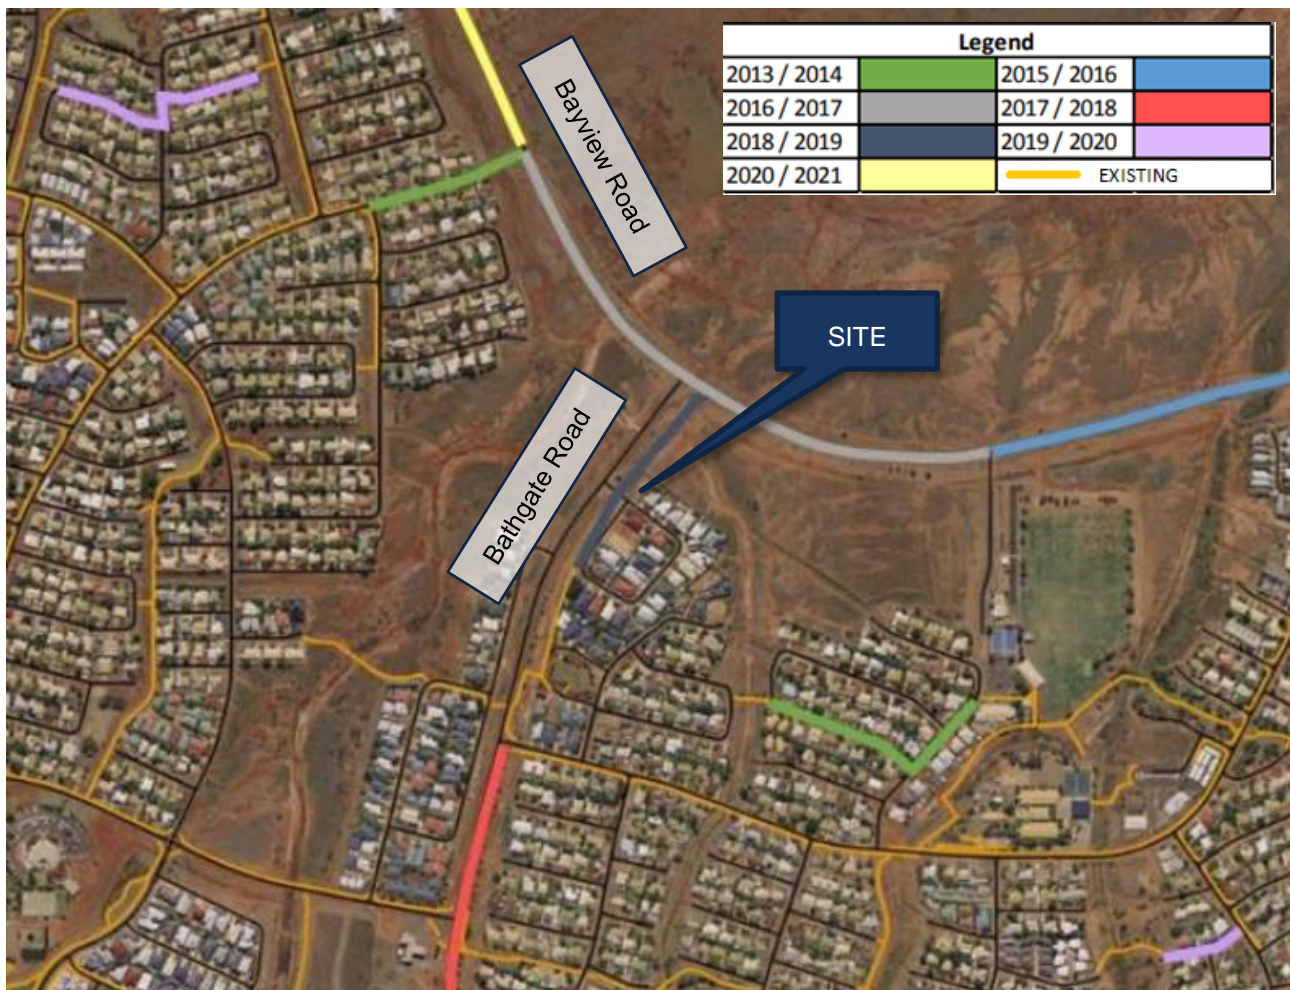 Legend
2013 / 2014 2015 / 2016
2016 / 2017 2017 / 2018
2018 / 2019 2019 / 2020
2020 / 2021 EXISTING
Bayview Road
SITE
Bathgate Road